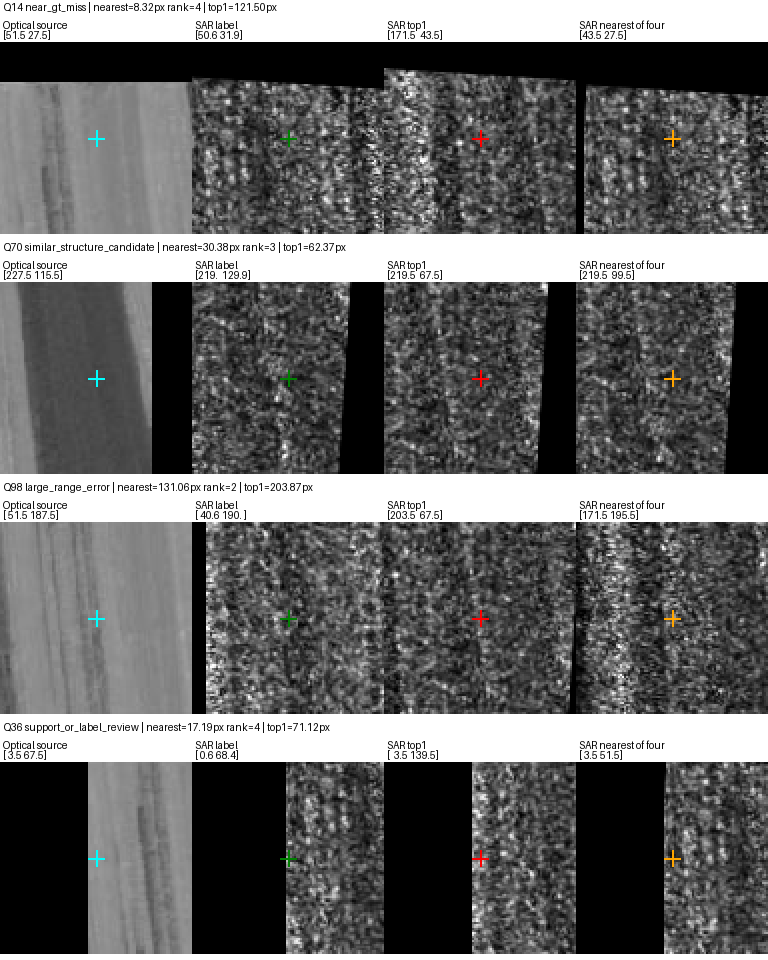 Q14 near_gt_miss | nearest=8.32px rank=4 | top1=121.50px
Optical source SAR label SAR top1 SAR nearest of four
[51.5 27.5] [50.6 31.9] [171.5 43.5] [43.5 27.5]
Q70 similar_structure_candidate | nearest=30.38px rank=3 | top1=62.37px
Optical source SAR label SAR top1 SAR nearest of four
[227.5 115.5] [219. 129.9] [219.5 67.5] [219.5 99.5]
Q98 large_range_error | nearest=131.06px rank=2 | top1=203.87px
Optical source SAR label SAR top1 SAR nearest of four
[ 51.5 187.5] [ 40.6 190. ] [203.5 67.5] [171.5 195.5]
Q36 support_or_label_review | nearest=17.19px rank=4 | top1=71.12px
Optical source SAR label SAR top1 SAR nearest of four
[ 3.5 67.5] [ 0.6 68.4] [ 3.5 139.5] [ 3.5 51.5]